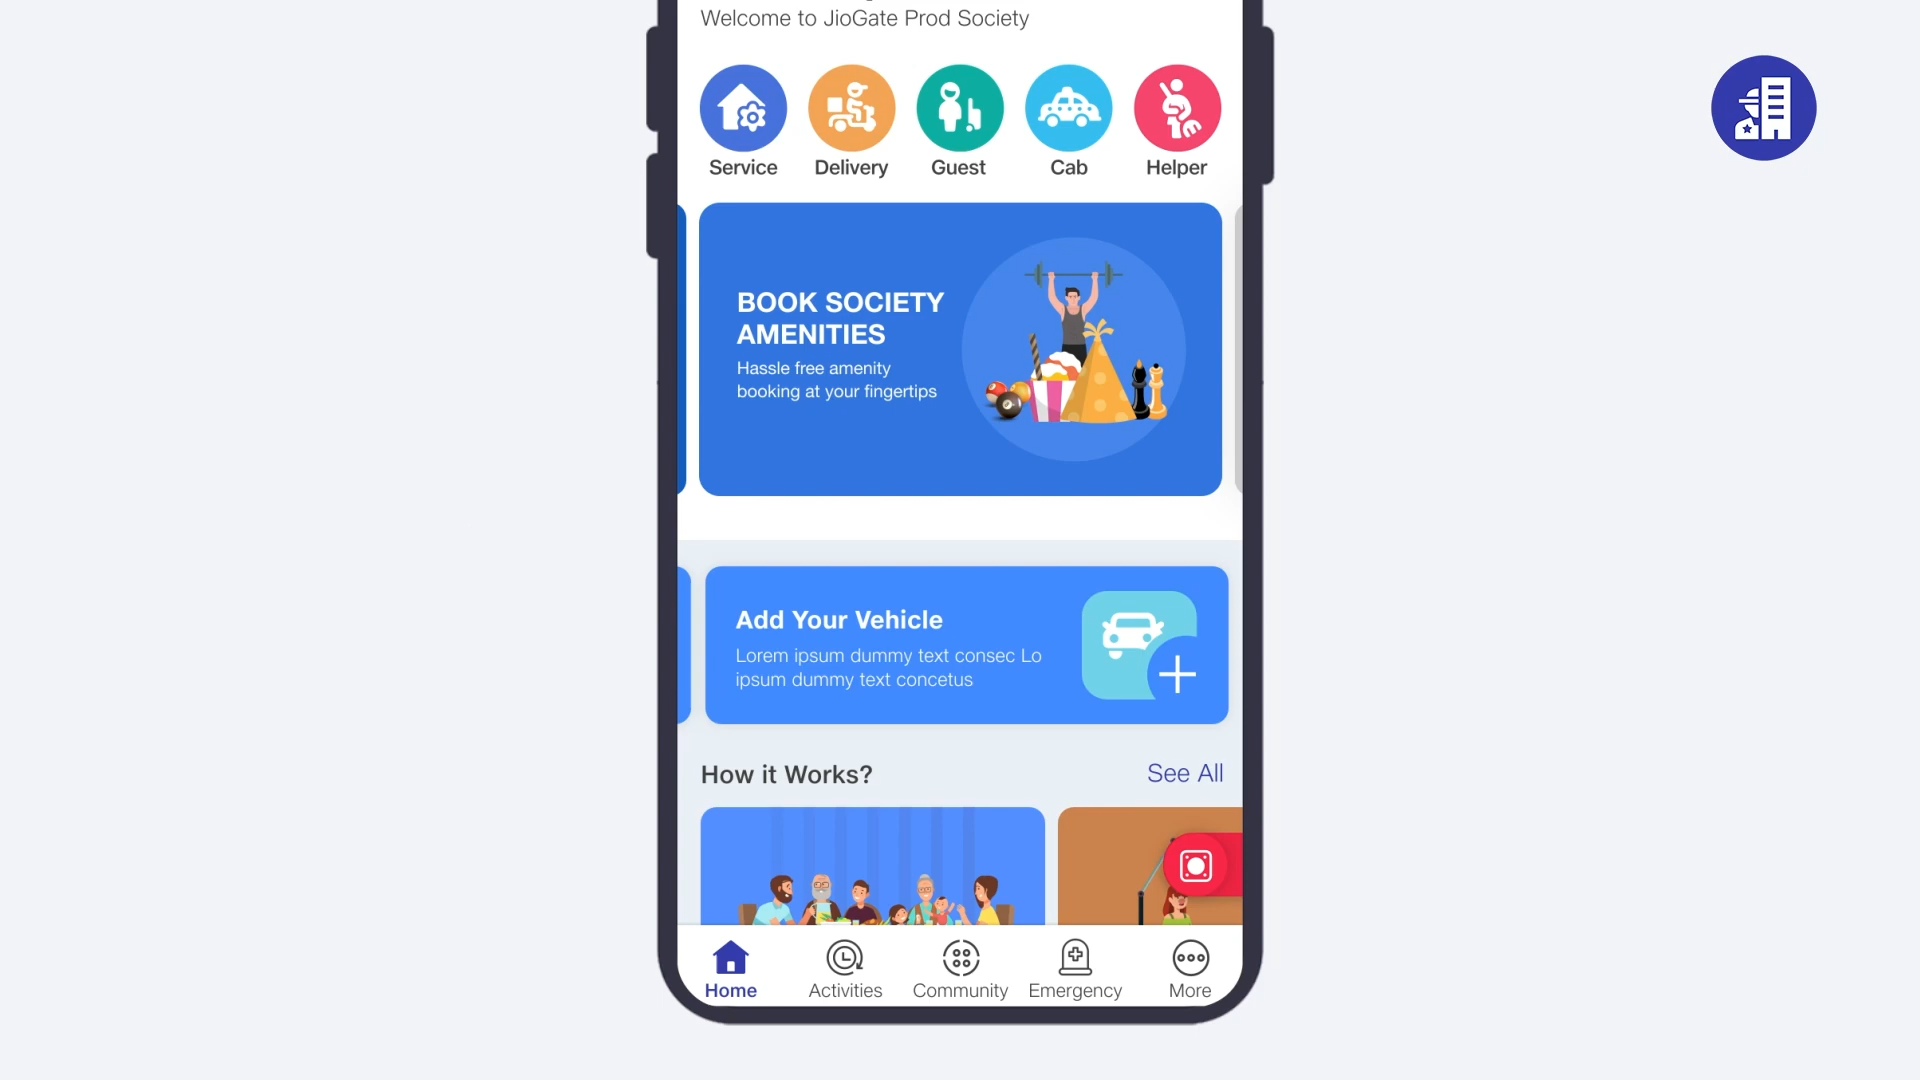 Welcome to JioGate Prod Society
Service Delivery Guest Cab Helper
BOOK SOCIETY
AMENITIES
Hassle free amenity
booking at your fingertips
Add Your Vehicle
Lorem ipsum dummy text consec Lo
ipsum dummy text concetus
How it Works?
See All
Home Activities Community Emergency More